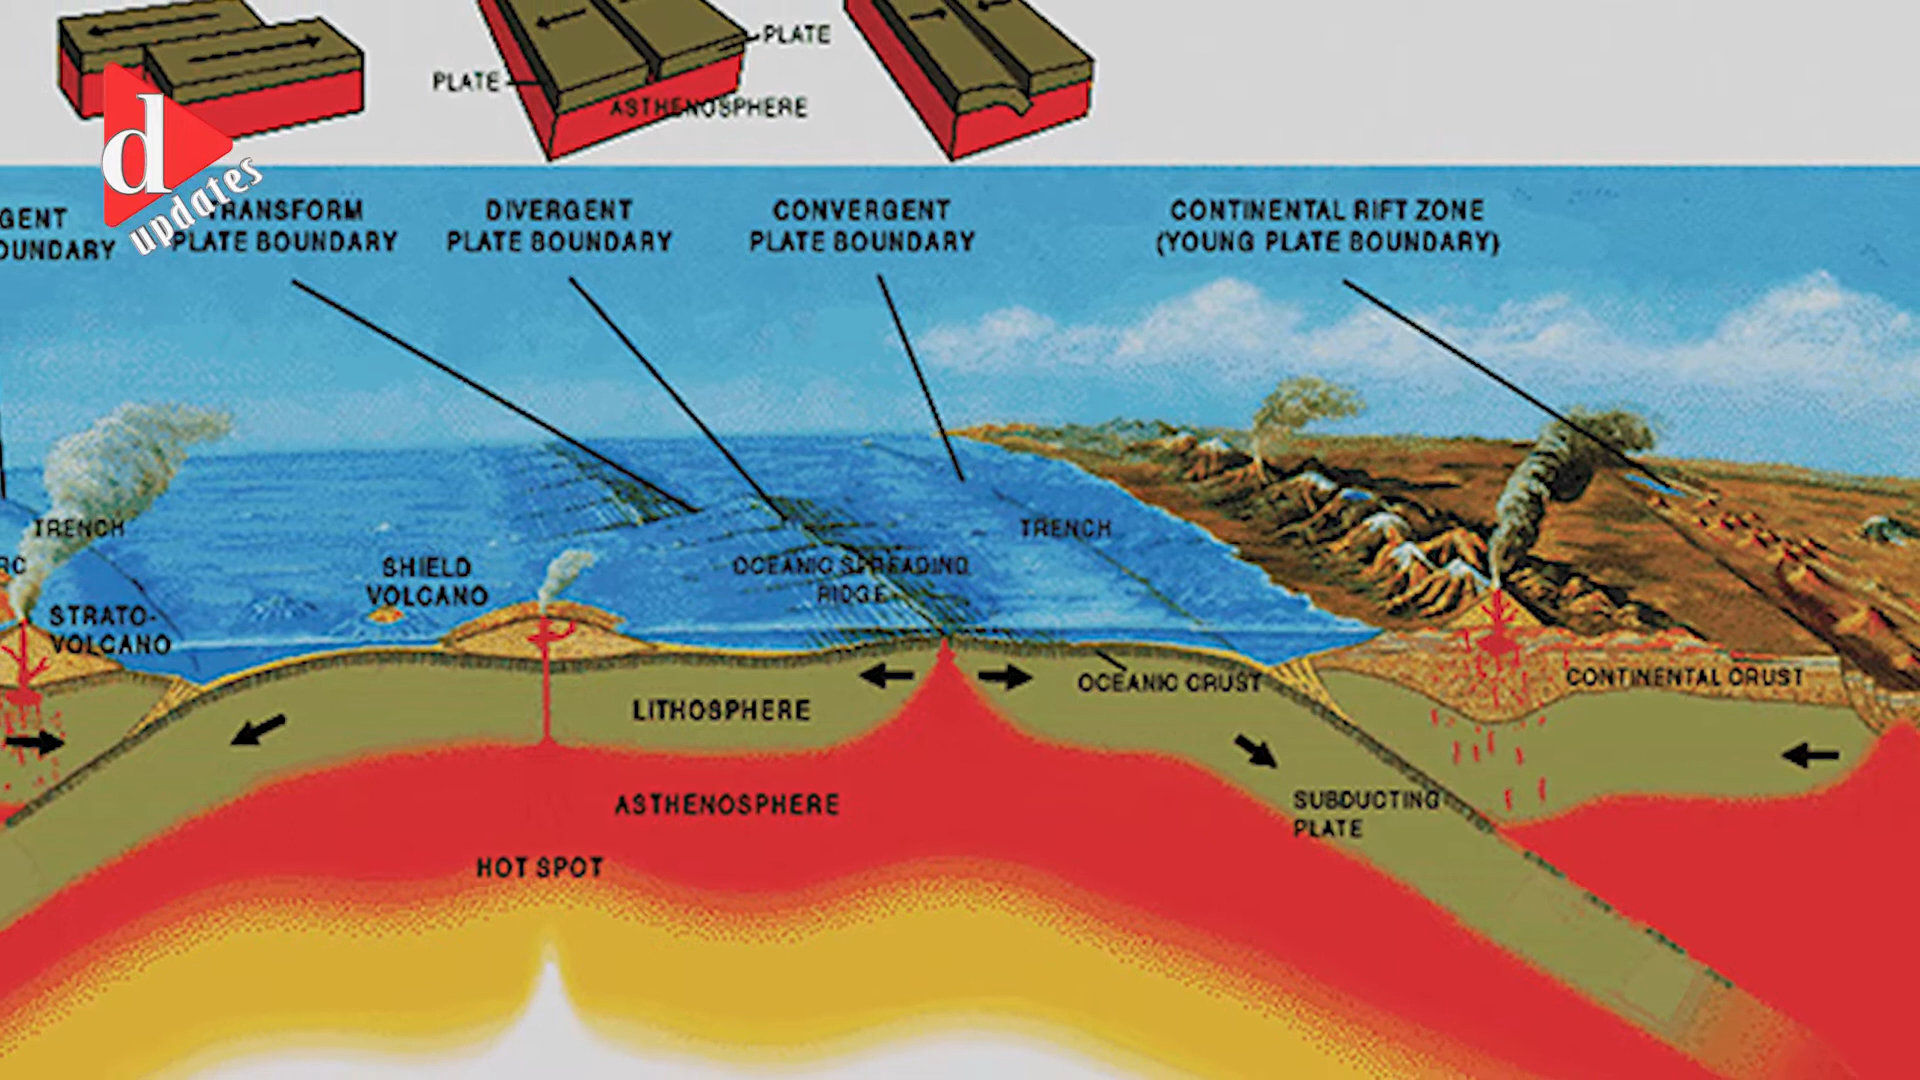 PLATE
PLATE
ASTHENOSPHERE
d
updates
GENT
OUNDARY
TRANSFORM
PLATE BOUNDARY
DIVERGENT
PLATE BOUNDARY
CONVERGENT
PLATE BOUNDARY
CONTINENTAL RIFT ZONE
(YOUNG PLATE BOUNDARY)
TRENCH
RC
STRATO-
VOLCANO
SHIELD
VOLCANO
OCEANIC SPREADING
RIDGE
TRENCH
LITHOSPHERE
OCEANIC CRUST
CONTINENTAL CRUST
ASTHENOSPHERE
SUBDUCTING
PLATE
HOT SPOT